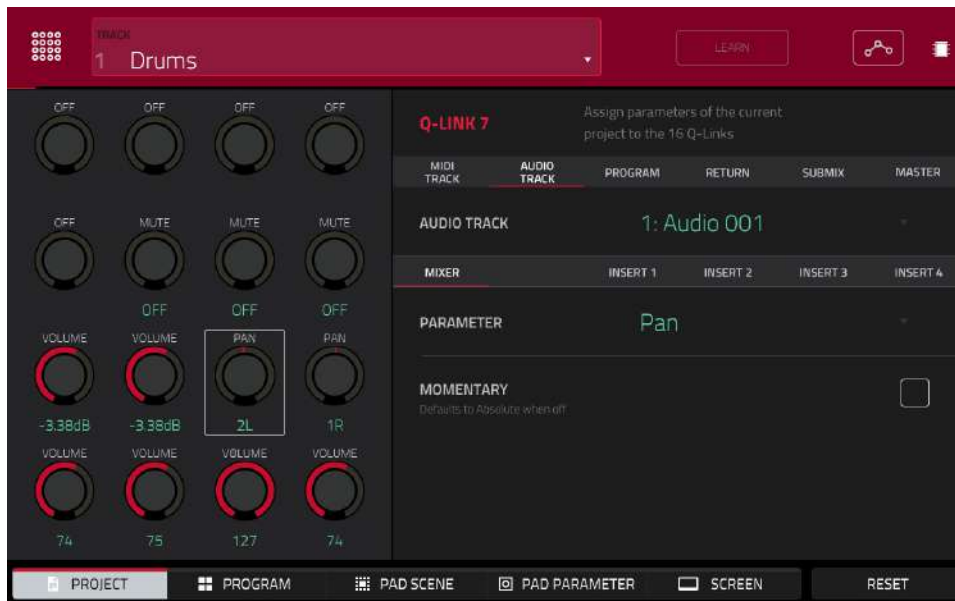 TRACK
1 Drums
LEARN
OFF OFF OFF OFF
Q-LINK 7
Assign parameters of the current
project to the 16 Q-Links
MIDI
TRACK
AUDIO
TRACK
PROGRAM RETURN SUBMIX MASTER
OFF MUTE MUTE MUTE
AUDIO TRACK 1: Audio 001
MIXER INSERT 1 INSERT 2 INSERT 3 INSERT 4
OFF OFF OFF
PARAMETER Pan
VOLUME VOLUME PAN PAN
MOMENTARY
Defaults to Absolute when off
-3.38dB -3.38dB 2L 1R
VOLUME VOLUME VOLUME VOLUME
74 75 127 74
PROJECT PROGRAM PAD SCENE PAD PARAMETER SCREEN RESET